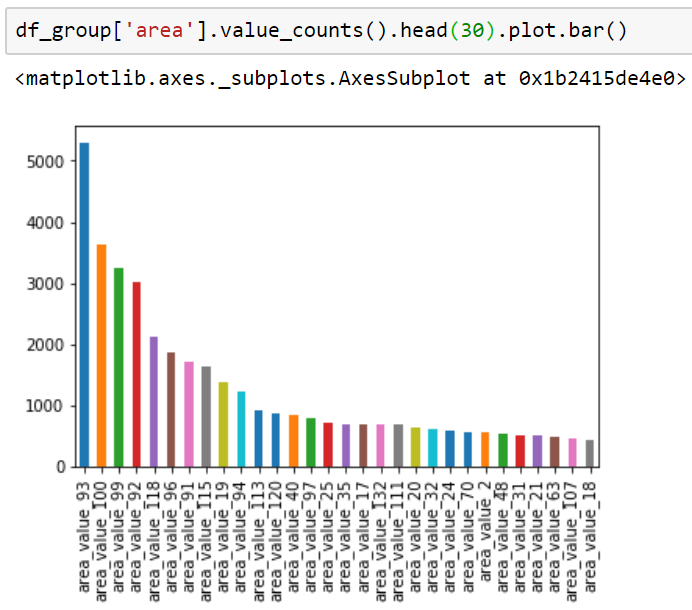 df_group['area'].value_counts().head(30).plot.bar()
<matplotlib.axes._subplots.AxesSubplot at 0x1b2415de4e0>
5000
4000
3000
2000
1000
0
area_value_93
area_value_100
area_value_99
area_value_92
area_value_118
area_value_96
area_value_91
area_value_115
area_value_19
area_value_94
area_value_113
area_value_120
area_value_40
area_value_97
area_value_25
area_value_35
area_value_17
area_value_132
area_value_111
area_value_20
area_value_32
area_value_24
area_value_70
area_value_2
area_value_48
area_value_31
area_value_21
area_value_63
area_value_107
area_value_18